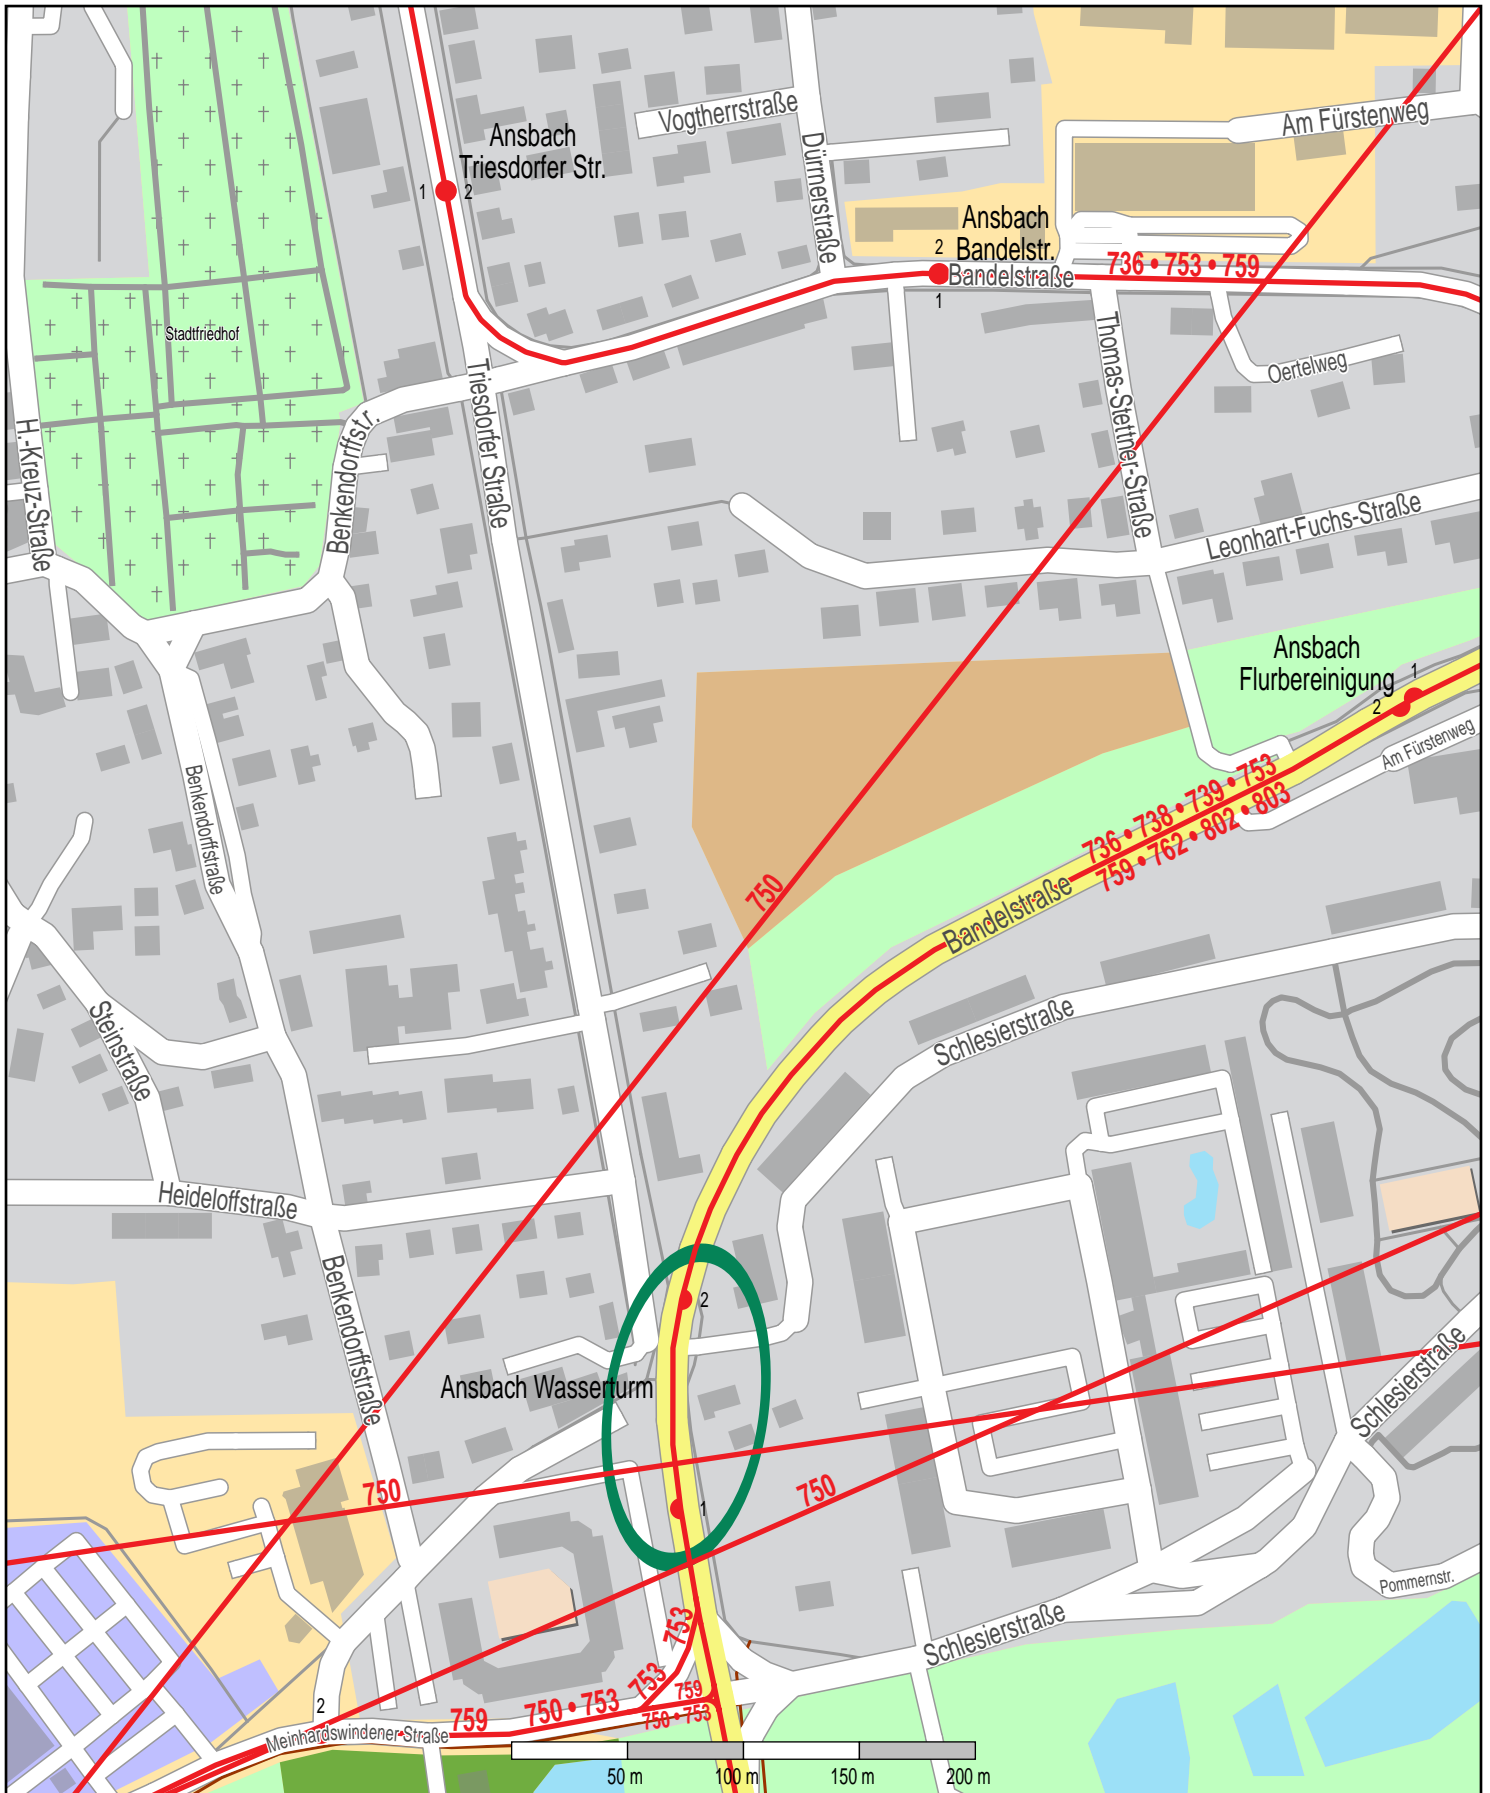 Vogtherrstraße
Am Fürstenweg
Ansbach
Triesdorfer Str.
1
2
Dürrnerstraße
Ansbach
Bandelstr.
2
1
Bandelstraße
736 • 753 • 759
Stadtfriedhof
Thomas-Stettner-Straße
Oertelweg
Triesdorfer Straße
Benkendorffstr.
H.-Kreuz-Straße
Leonhart-Fuchs-Straße
Ansbach
Flurbereinigung
1
2
Am Fürstenweg
736 • 738 • 739 • 753
759 • 762 • 802 • 803
Benkendorffstraße
750
Bandelstraße
Steinstraße
Schlesierstraße
Heideloffstraße
Benkendorffstraße
2
Ansbach Wasserturm
Schlesierstraße
750
750
1
Pommernstr.
753
Schlesierstraße
753
759
750 • 753
759
750 • 753
2
Meinhardswindener Straße
50 m
100 m
150 m
200 m